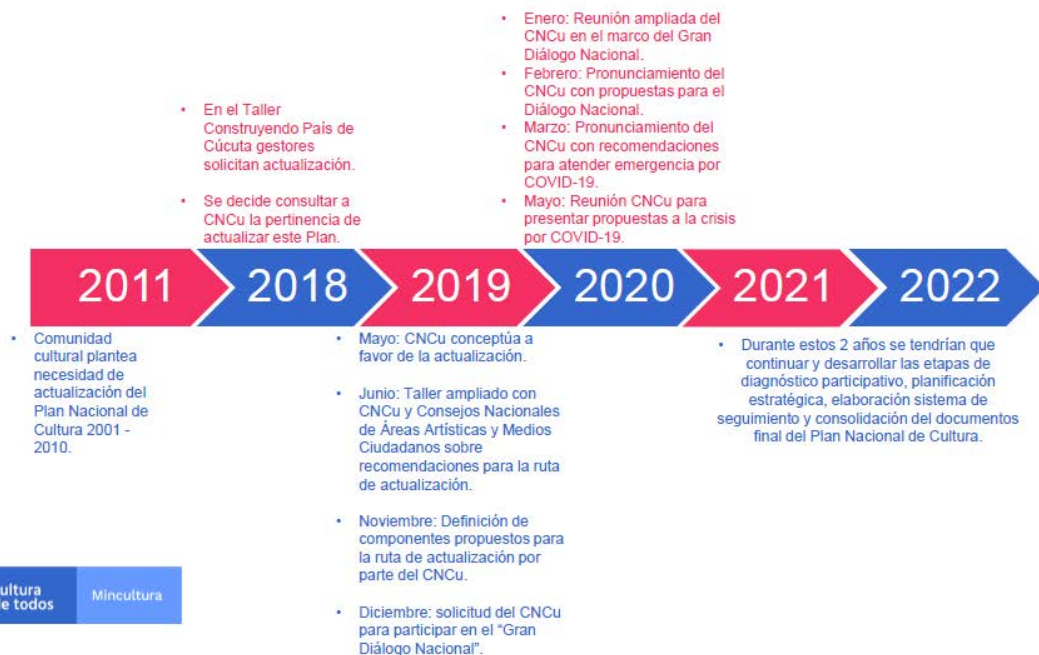 • Enero: Reunión ampliada del
CNCu en el marco del Gran
Diálogo Nacional.
• Febrero: Pronunciamiento del
CNCu con propuestas para el
Diálogo Nacional.
• Marzo: Pronunciamiento del
CNCu con recomendaciones
para atender emergencia por
COVID-19.
• Mayo: Reunión CNCu para
presentar propuestas a la crisis
por COVID-19.
• En el Taller
Construyendo País de
Cúcuta gestores
solicitan actualización.
• Se decide consultar a
CNCu la pertinencia de
actualizar este Plan.
2011 2018 2019 2020 2021 2022
• Comunidad
cultural plantea
necesidad de
actualización del
Plan Nacional de
Cultura 2001 -
2010.
• Mayo: CNCu conceptúa a
favor de la actualización.
• Junio: Taller ampliado con
CNCu y Consejos Nacionales
de Áreas Artísticas y Medios
Ciudadanos sobre
recomendaciones para la ruta
de actualización.
• Noviembre: Definición de
componentes propuestos para
la ruta de actualización por
parte del CNCu.
• Diciembre: solicitud del CNCu
para participar en el "Gran
Diálogo Nacional".
• Durante estos 2 años se tendrían que
continuar y desarrollar las etapas de
diagnóstico participativo, planificación
estratégica, elaboración sistema de
seguimiento y consolidación del documentos
final del Plan Nacional de Cultura.
ultura
de todos
Mincultura